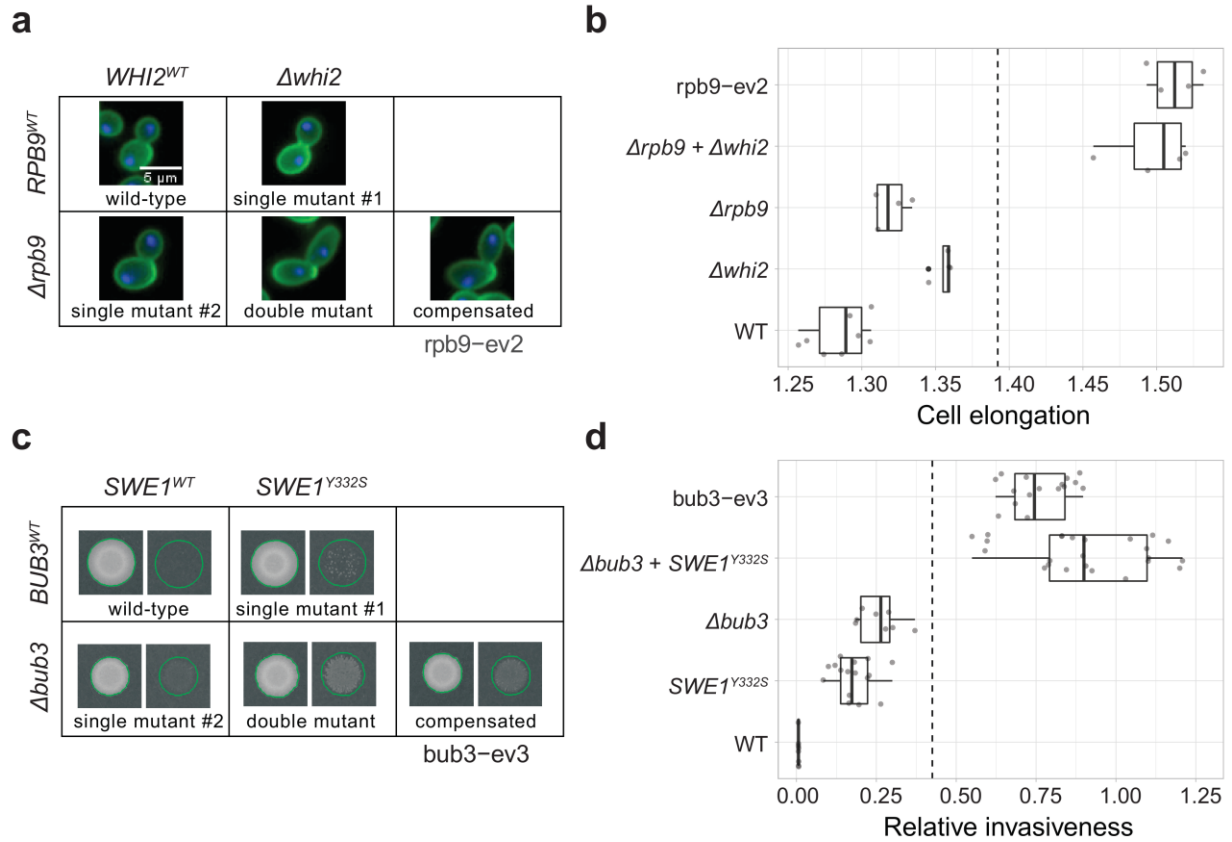 a
WHI2^WT Δwhi2
RPB9^WT
5 µm
wild-type single mutant #1
Δrpb9
single mutant #2 double mutant compensated
rpb9−ev2
b
rpb9−ev2
Δrpb9 + Δwhi2
Δrpb9
Δwhi2
WT
1.25 1.30 1.35 1.40 1.45 1.50
Cell elongation
c
SWE1^WT SWE1^Y332S
BUB3^WT
wild-type single mutant #1
Δbub3
single mutant #2 double mutant compensated
bub3−ev3
d
bub3−ev3
Δbub3 + SWE1^Y332S
Δbub3
SWE1^Y332S
WT
0.00 0.25 0.50 0.75 1.00 1.25
Relative invasiveness